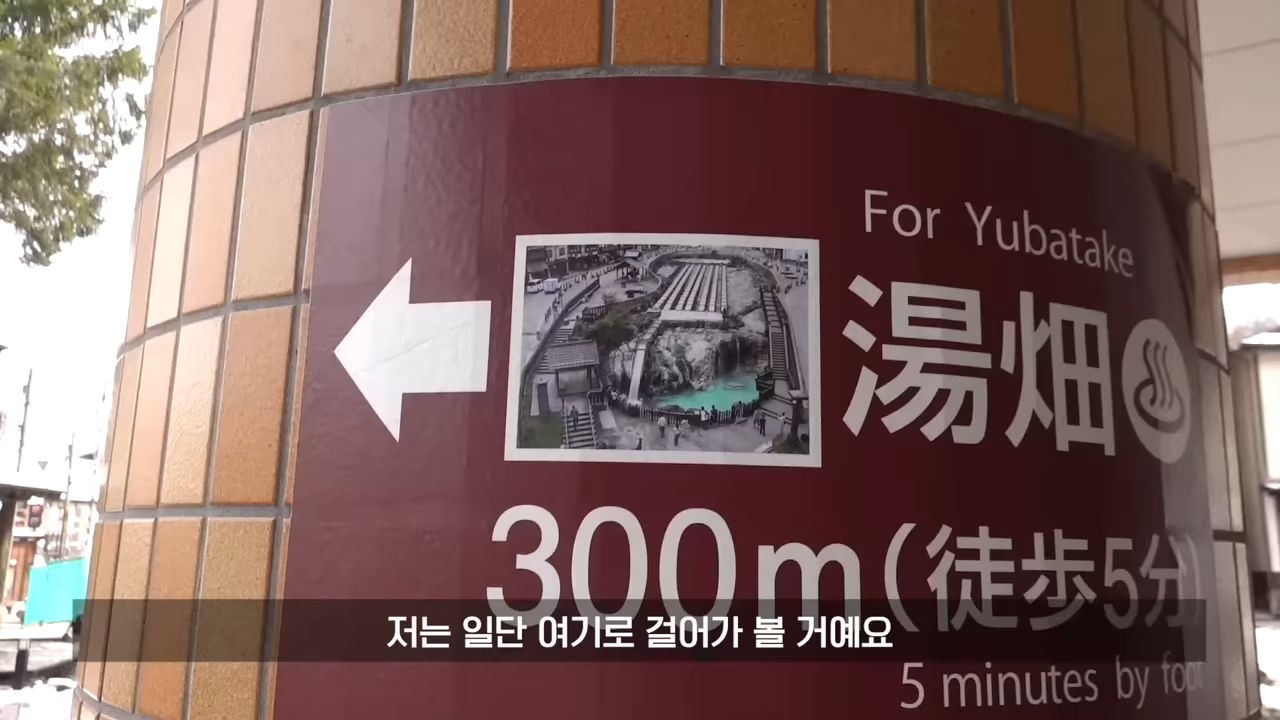 For Yubatake
湯畑
300m(徒歩5分)
저는 일단 여기로 걸어가 볼 거예요
5 minutes by foot